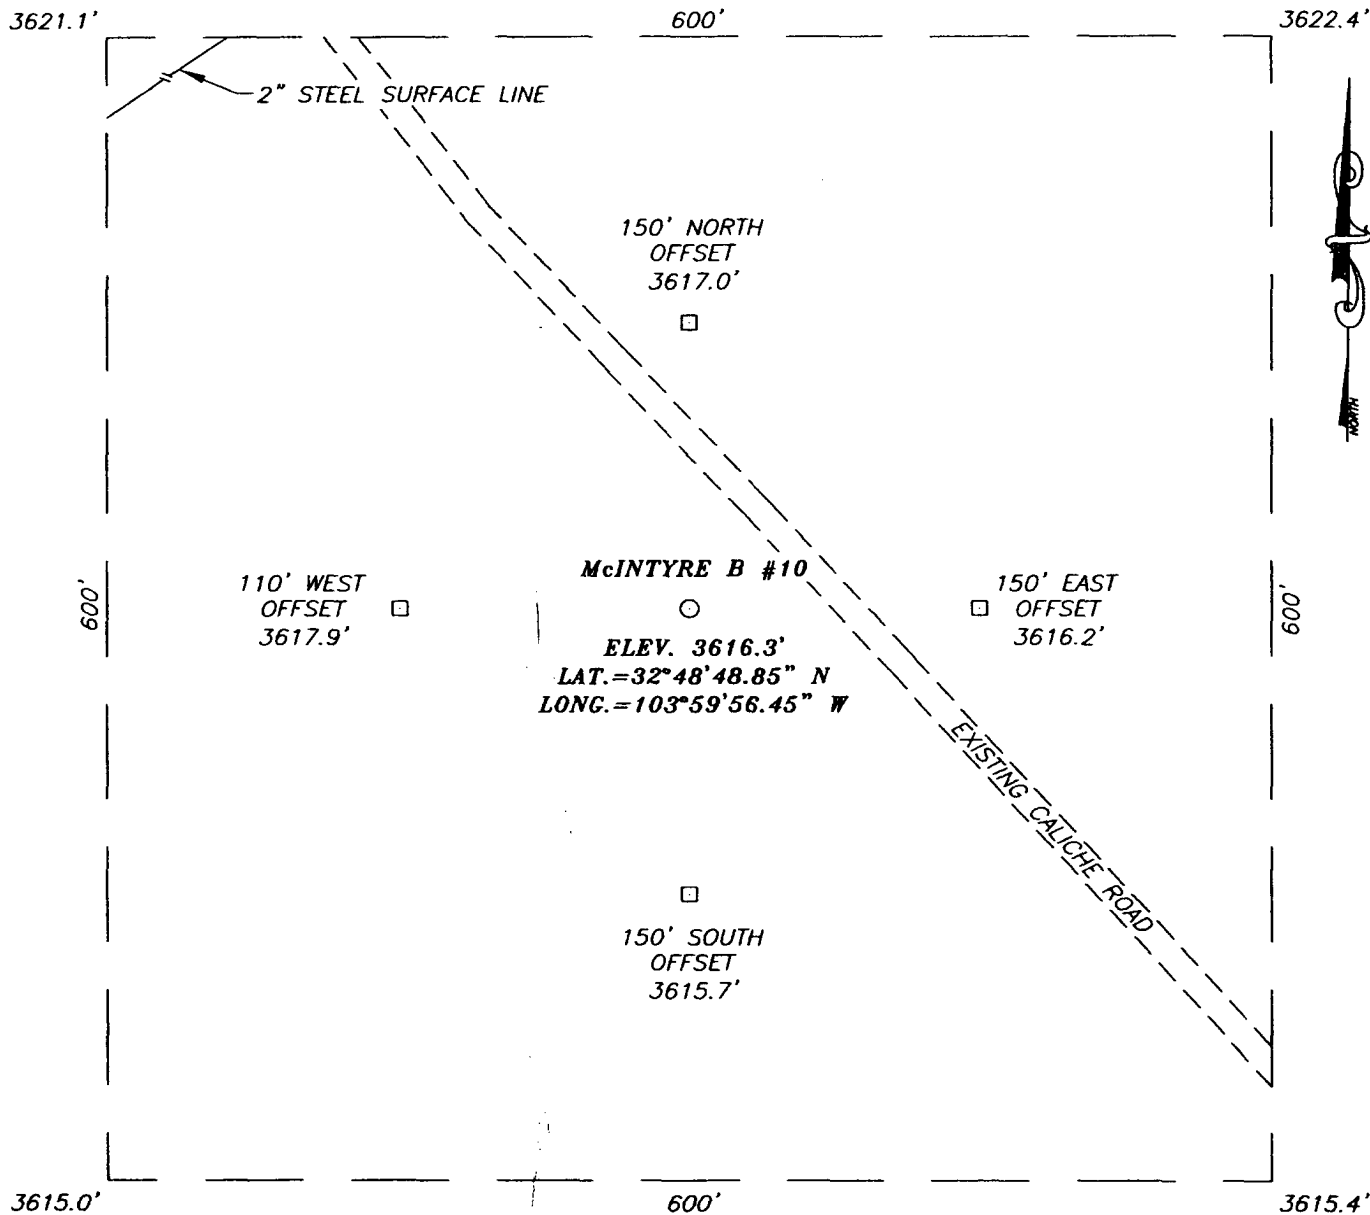 3621.1'
600'
3622.4'
2" STEEL SURFACE LINE
150' NORTH
OFFSET
3617.0'
NORTH
110' WEST
OFFSET
3617.9'
McINTYRE B #10
150' EAST
OFFSET
3616.2'
600'
600'
ELEV. 3616.3'
LAT.=32°48'48.85" N
LONG.=103°59'56.45" W
EXISTING CALICHE ROAD
150' SOUTH
OFFSET
3615.7'
3615.0'
600'
3615.4'